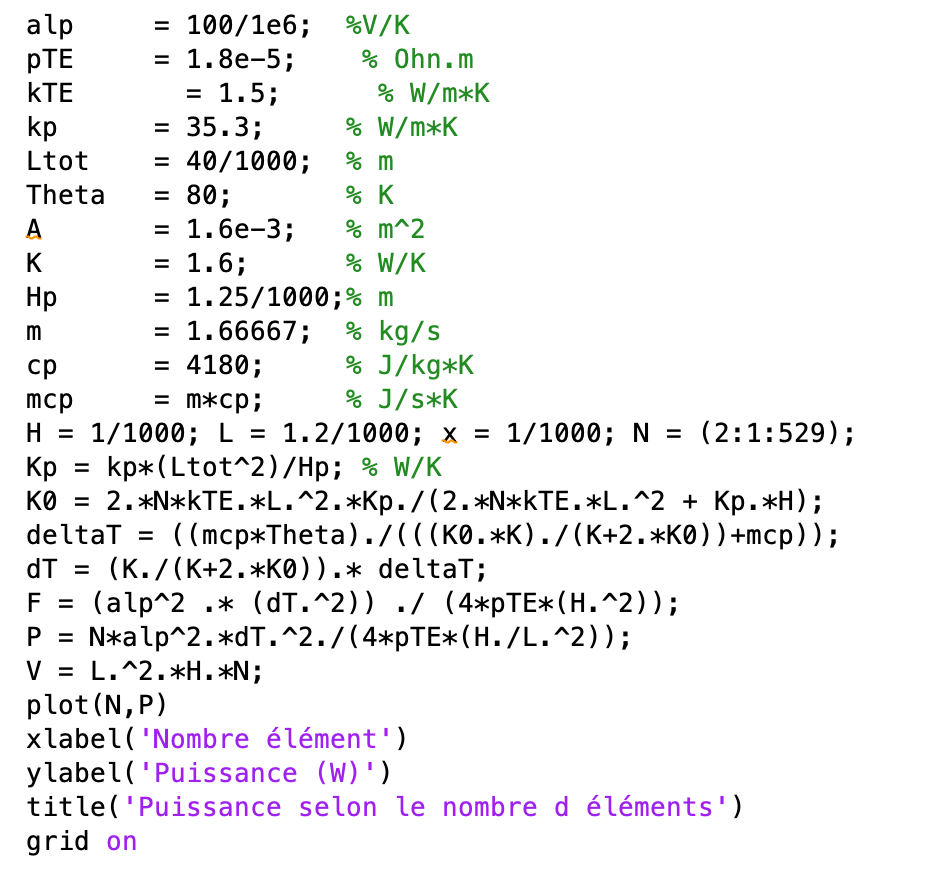 alp     = 100/1e6;  %V/K
pTE     = 1.8e-5;    % Ohn.m
kTE       = 1.5;      % W/m*K
kp      = 35.3;     % W/m*K
Ltot    = 40/1000;  % m
Theta   = 80;       % K
A       = 1.6e-3;   % m^2
K       = 1.6;      % W/K
Hp      = 1.25/1000;% m
m       = 1.66667;  % kg/s
cp      = 4180;     % J/kg*K
mcp     = m*cp;     % J/s*K
H = 1/1000; L = 1.2/1000; x = 1/1000; N = (2:1:529);
Kp = kp*(Ltot^2)/Hp; % W/K
K0 = 2.*N*kTE.*L.^2.*Kp./(2.*N*kTE.*L.^2 + Kp.*H);
deltaT = ((mcp*Theta)./(((K0.*K)./(K+2.*K0))+mcp));
dT = (K./(K+2.*K0)).* deltaT;
F = (alp^2 .* (dT.^2)) ./ (4*pTE*(H.^2));
P = N*alp^2.*dT.^2./(4*pTE*(H./L.^2));
V = L.^2.*H.*N;
plot(N,P)
xlabel('Nombre élément')
ylabel('Puissance (W)')
title('Puissance selon le nombre d éléments')
grid on